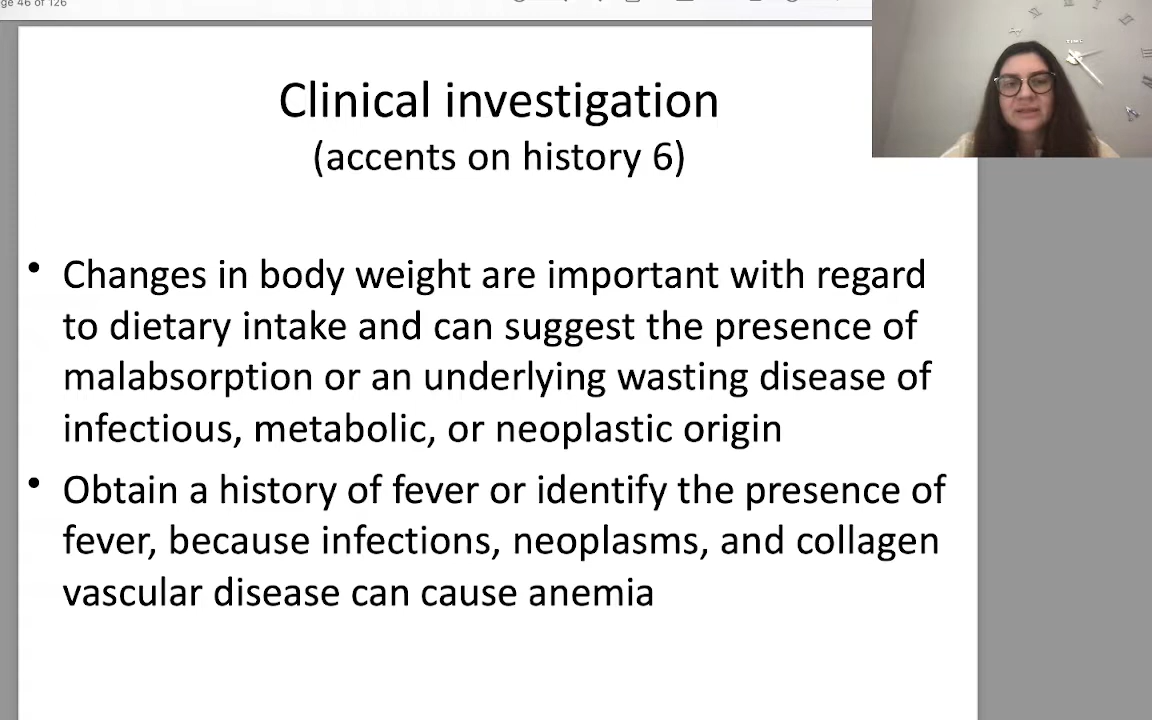 ge 46 of 126
Clinical investigation
(accents on history 6)
• Changes in body weight are important with regard
to dietary intake and can suggest the presence of
malabsorption or an underlying wasting disease of
infectious, metabolic, or neoplastic origin
• Obtain a history of fever or identify the presence of
fever, because infections, neoplasms, and collagen
vascular disease can cause anemia